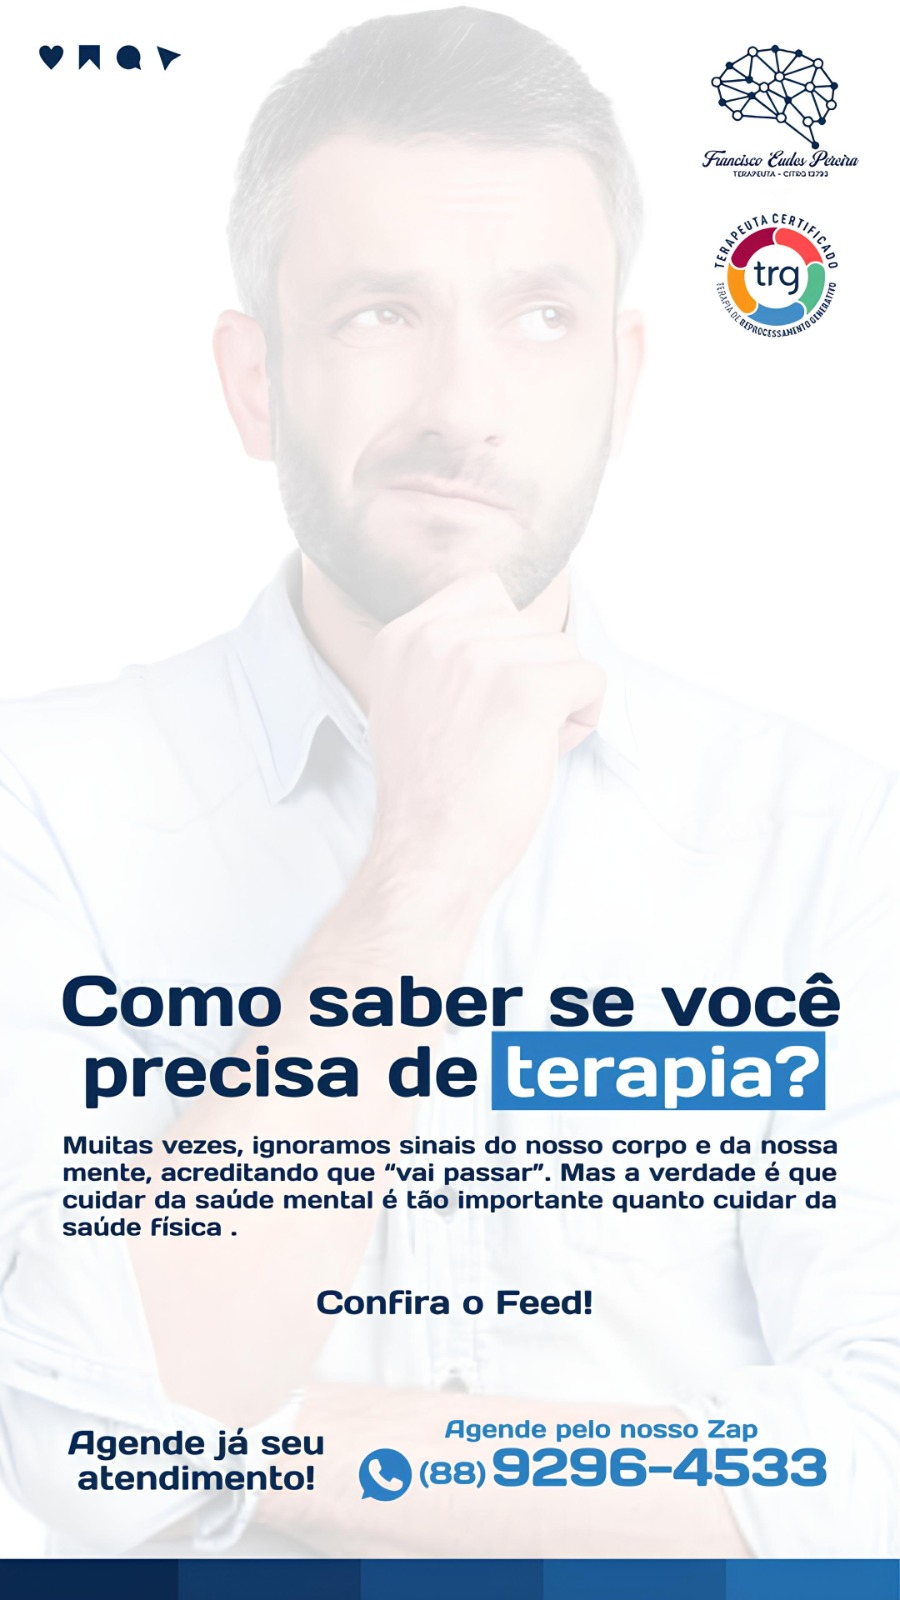 Francisco Eudes Pereira
TERAPEUTA - CITRG 13793
TERAPEUTA CERTIFICADO
trg
TERAPIA DE REPROCESSAMENTO GENERATIVO
Como saber se você
precisa de terapia?
Muitas vezes, ignoramos sinais do nosso corpo e da nossa
mente, acreditando que “vai passar”. Mas a verdade é que
cuidar da saúde mental é tão importante quanto cuidar da
saúde física .
Confira o Feed!
Agende já seu
atendimento!
Agende pelo nosso Zap
(88) 9296-4533